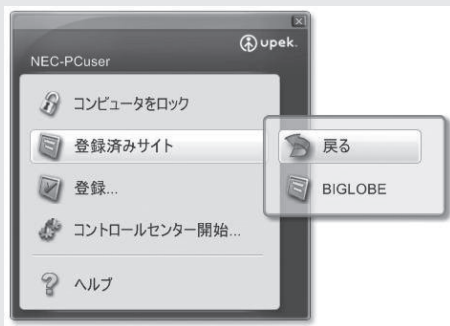 upek.
NEC-PCuser
コンピュータをロック
登録済みサイト
戻る
登録...
BIGLOBE
コントロールセンター開始...
ヘルプ